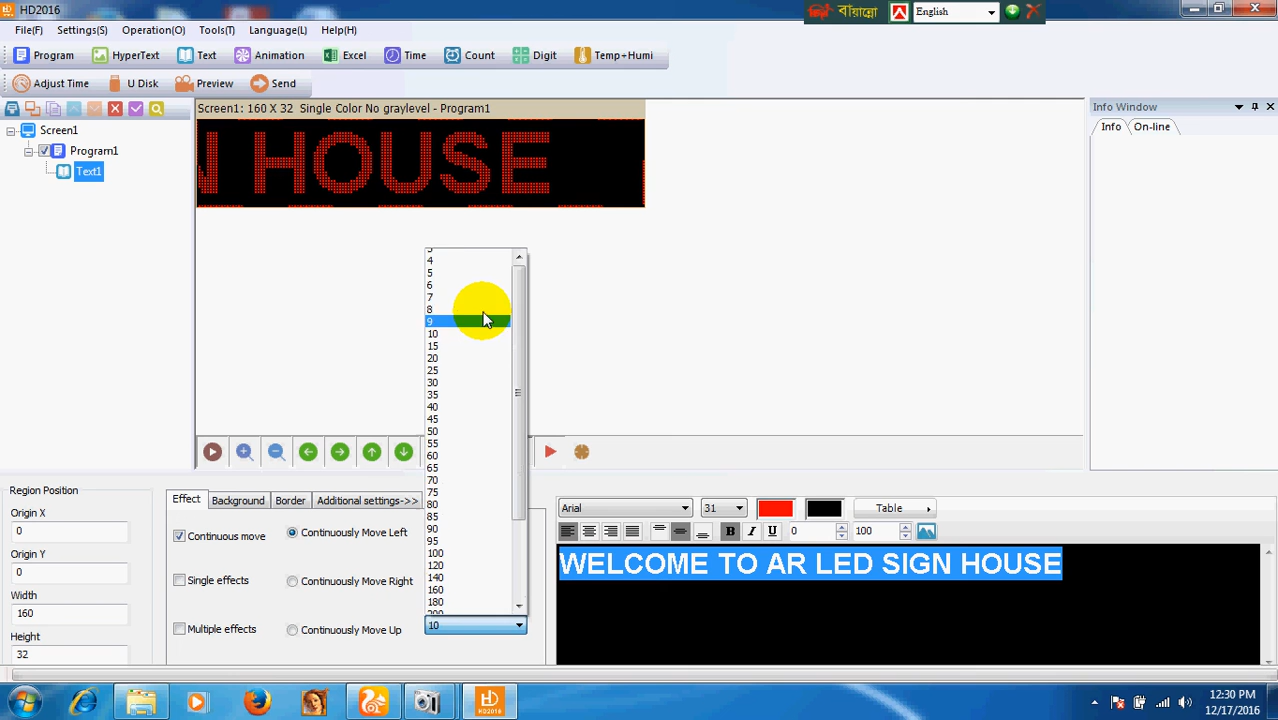 HD2016
বায়ান্নো
English
File(F) Settings(S) Operation(O) Tools(T) Language(L) Help(H)
Program HyperText Text Animation Excel Time Count Digit Temp+Humi
Adjust Time U Disk Preview Send
Screen1
Program1
Text1
Screen1: 160 X 32 Single Color No graylevel - Program1
N HOUSE
Info Window
Info On-line
3
4
5
6
7
8
9
10
15
20
25
30
35
40
45
50
55
60
65
70
75
80
85
90
95
100
120
140
160
180
200
10
Region Position
Origin X
0
Origin Y
0
Width
160
Height
32
Effect Background Border Additional settings->>
Continuous move Continuously Move Left
Single effects Continuously Move Right
Multiple effects Continuously Move Up
Arial 31 Table
B I U 0 100
WELCOME TO AR LED SIGN HOUSE
HD2016
12:30 PM
12/17/2016